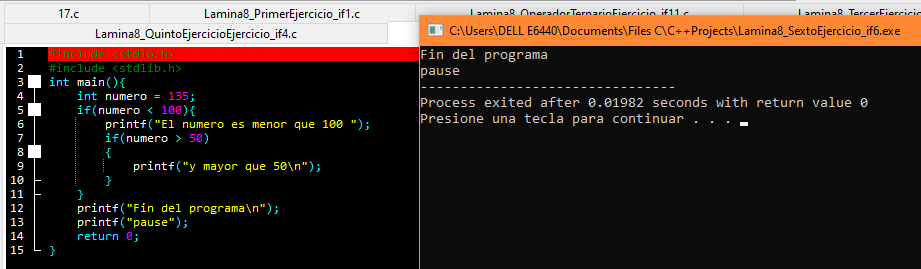 17.c
Lamina8_PrimerEjercicio_if1.c
Lamina8_OperadorTernarioEjercicio_if11.c
Lamina8_TercerEjercicio
Lamina8_QuintoEjercicioEjercicio_if4.c
C:\Users\DELL E6440\Documents\Files C\C++Projects\Lamina8_SextoEjercicio_if6.exe
1 #include <stdio.h>
2 #include <stdlib.h>
3 int main(){
4 int numero = 135;
5 if(numero < 100){
6 printf("El numero es menor que 100 ");
7 if(numero > 50)
8 {
9 printf("y mayor que 50\n");
10 }
11 }
12 printf("Fin del programa\n");
13 printf("pause");
14 return 0;
15 }
Fin del programa
pause
--------------------------------
Process exited after 0.01982 seconds with return value 0
Presione una tecla para continuar . . .